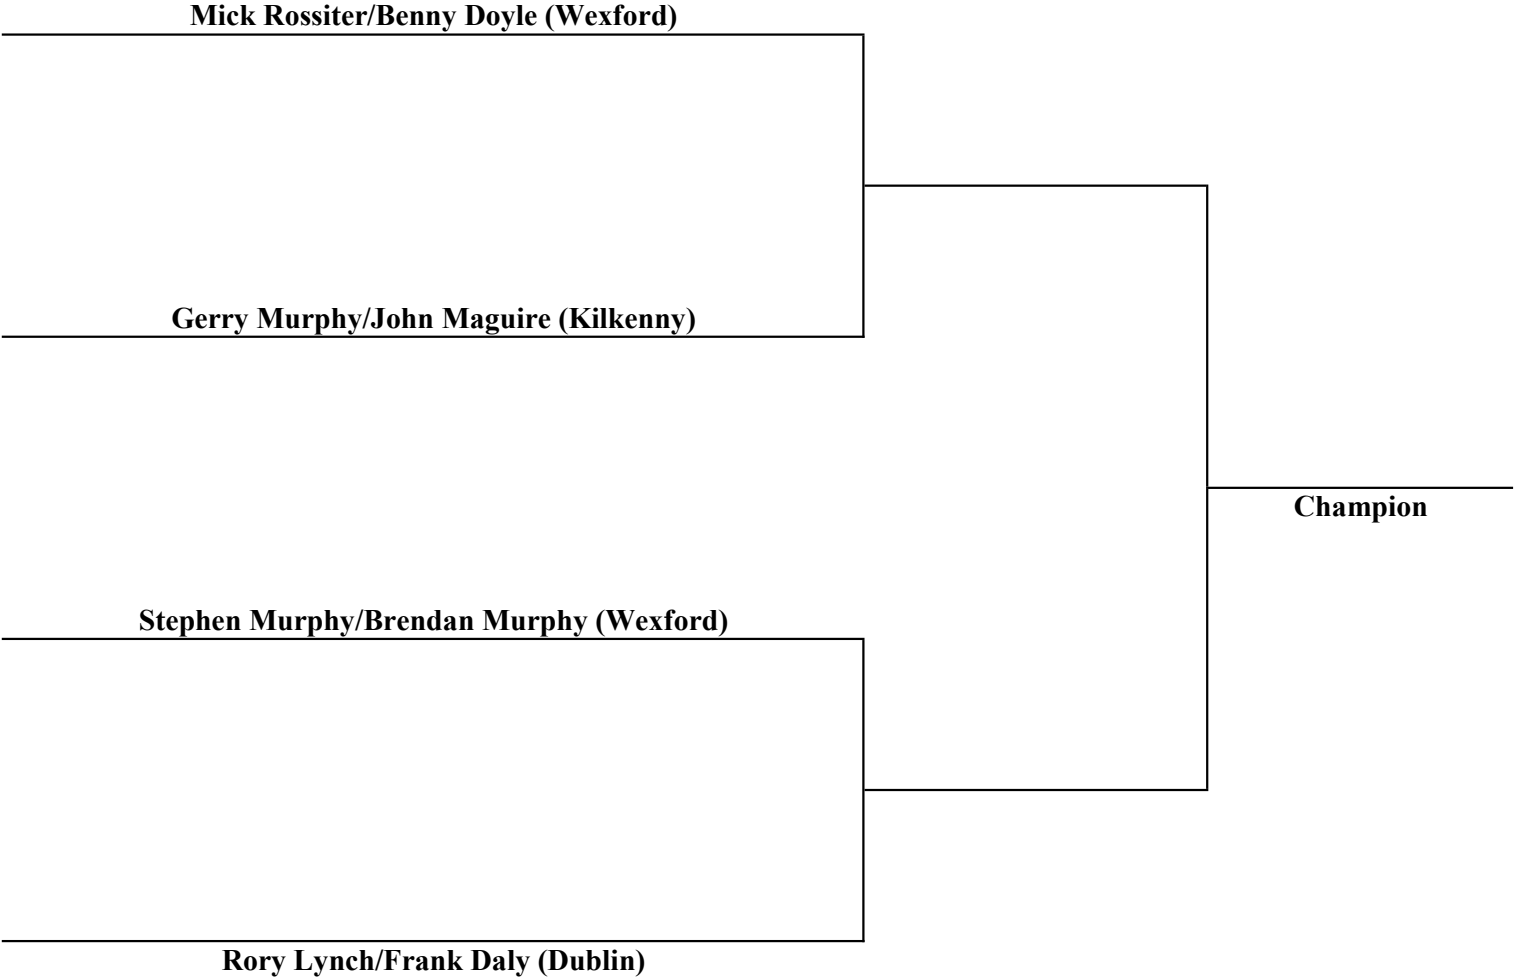 Mick Rossiter/Benny Doyle (Wexford)
Gerry Murphy/John Maguire (Kilkenny)
Champion
Stephen Murphy/Brendan Murphy (Wexford)
Rory Lynch/Frank Daly (Dublin)